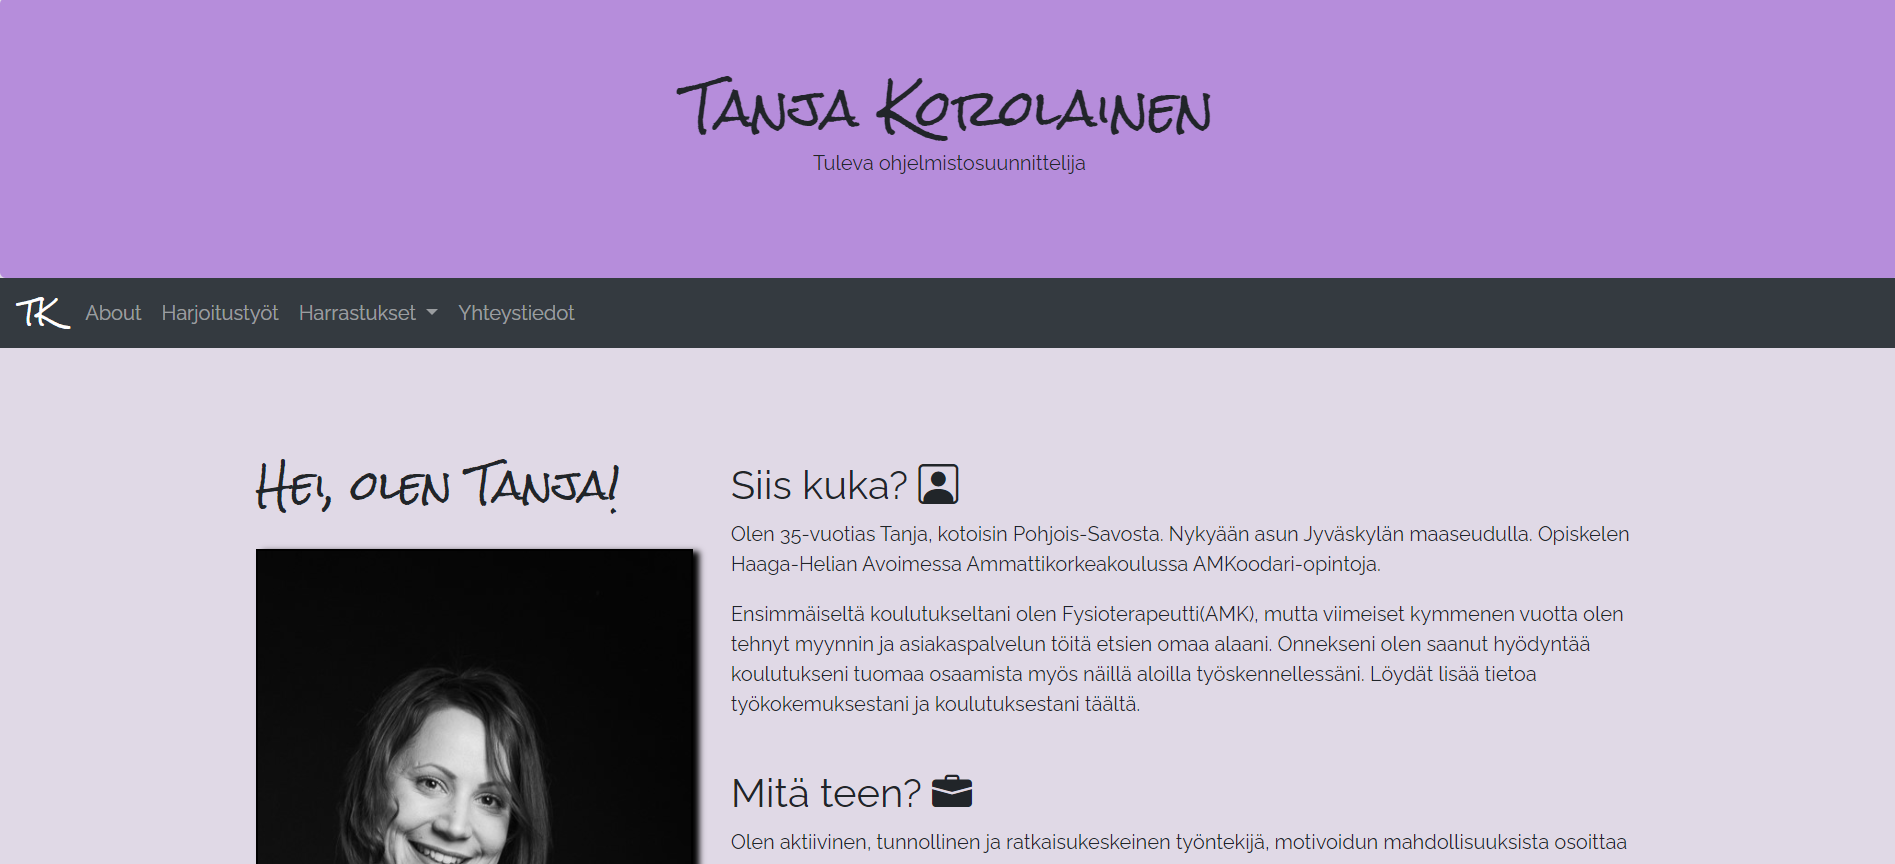 Tanja Korolainen
Tuleva ohjelmistosuunnittelija
TK About Harjoitustyöt Harrastukset Yhteystiedot
Hei, olen Tanja!
Siis kuka?
Olen 35-vuotias Tanja, kotoisin Pohjois-Savosta. Nykyään asun Jyväskylän maaseudulla. Opiskelen
Haaga-Helian Avoimessa Ammattikorkeakoulussa AMKoodari-opintoja.
Ensimmäiseltä koulutukseltani olen Fysioterapeutti(AMK), mutta viimeiset kymmenen vuotta olen
tehnyt myynnin ja asiakaspalvelun töitä etsien omaa alaani. Onnekseni olen saanut hyödyntää
koulutukseni tuomaa osaamista myös näillä aloilla työskennellessäni. Löydät lisää tietoa
työkokemuksestani ja koulutuksestani täältä.
Mitä teen?
Olen aktiivinen, tunnollinen ja ratkaisukeskeinen työntekijä, motivoidun mahdollisuuksista osoittaa